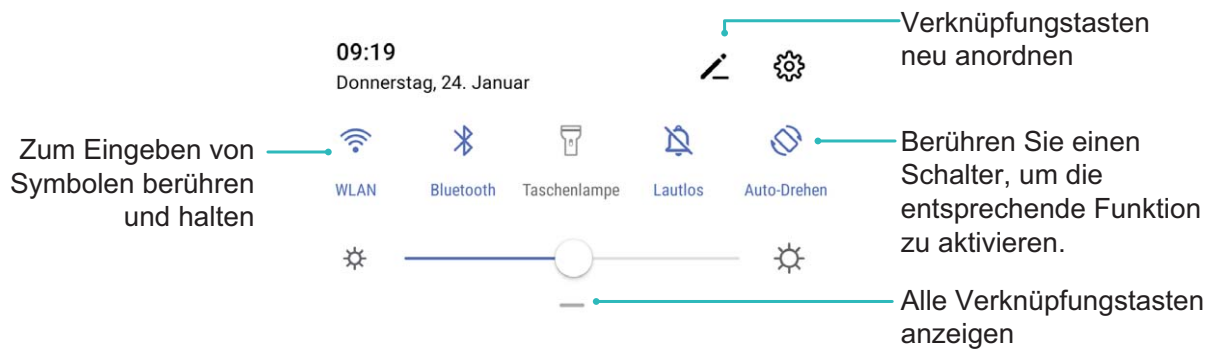 Verknüpfungstasten
neu anordnen
09:19
Donnerstag, 24. Januar
Zum Eingeben von
Symbolen berühren
und halten
WLAN
Bluetooth
Taschenlampe
Lautlos
Auto-Drehen
Berühren Sie einen
Schalter, um die
entsprechende Funktion
zu aktivieren.
Alle Verknüpfungstasten
anzeigen